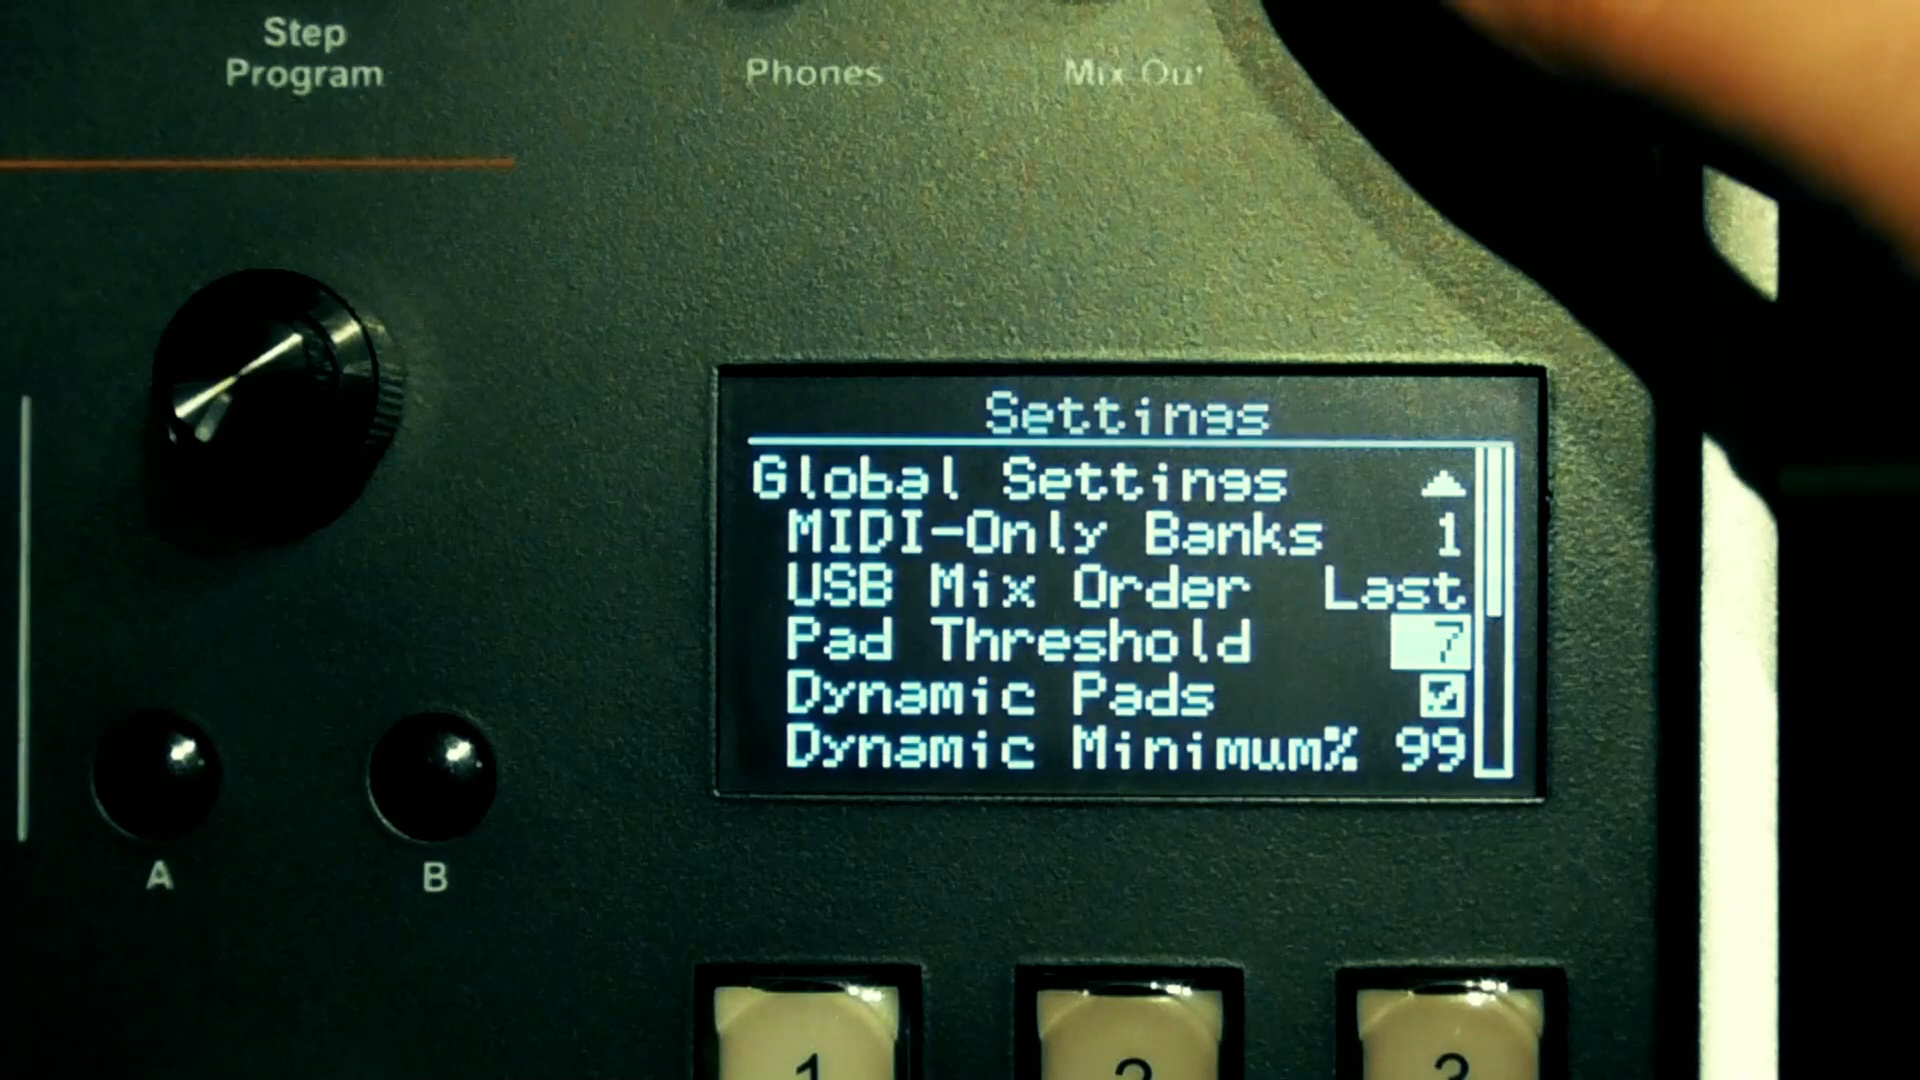 Step
Program
Phones
Mix Out
Settings
Global Settings
MIDI-Only Banks 1
USB Mix Order Last
Pad Threshold 7
Dynamic Pads
Dynamic Minimum% 99
A
B
1
2
3